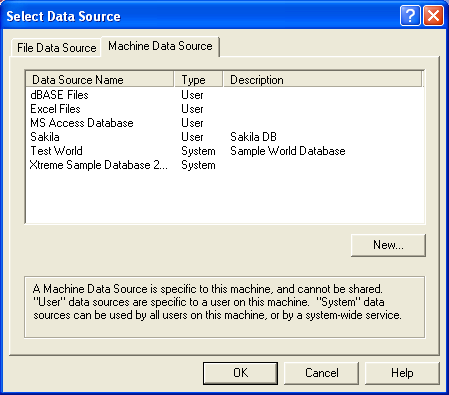 Select Data Source
File Data Source Machine Data Source
Data Source Name Type Description
dBASE Files User
Excel Files User
MS Access Database User
Sakila User Sakila DB
Test World System Sample World Database
Xtreme Sample Database 2... System
New...
A Machine Data Source is specific to this machine, and cannot be shared.
"User" data sources are specific to a user on this machine. "System" data
sources can be used by all users on this machine, or by a system-wide service.
OK Cancel Help